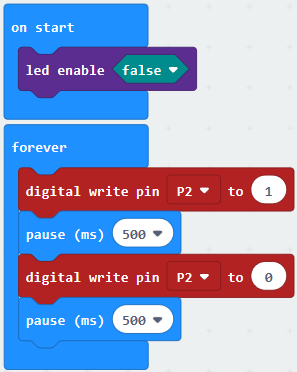 on start
led enable false
forever
digital write pin P2 to 1
pause (ms) 500
digital write pin P2 to 0
pause (ms) 500